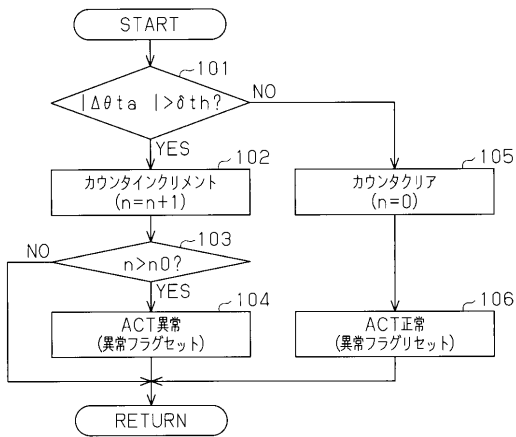 START
101
|Δθta |>δth?
NO
YES
102
カウンタインクリメント
(n=n+1)
105
カウンタクリア
(n=0)
103
NO
n>n0?
YES
104
ACT異常
(異常フラグセット)
106
ACT正常
(異常フラグリセット)
RETURN